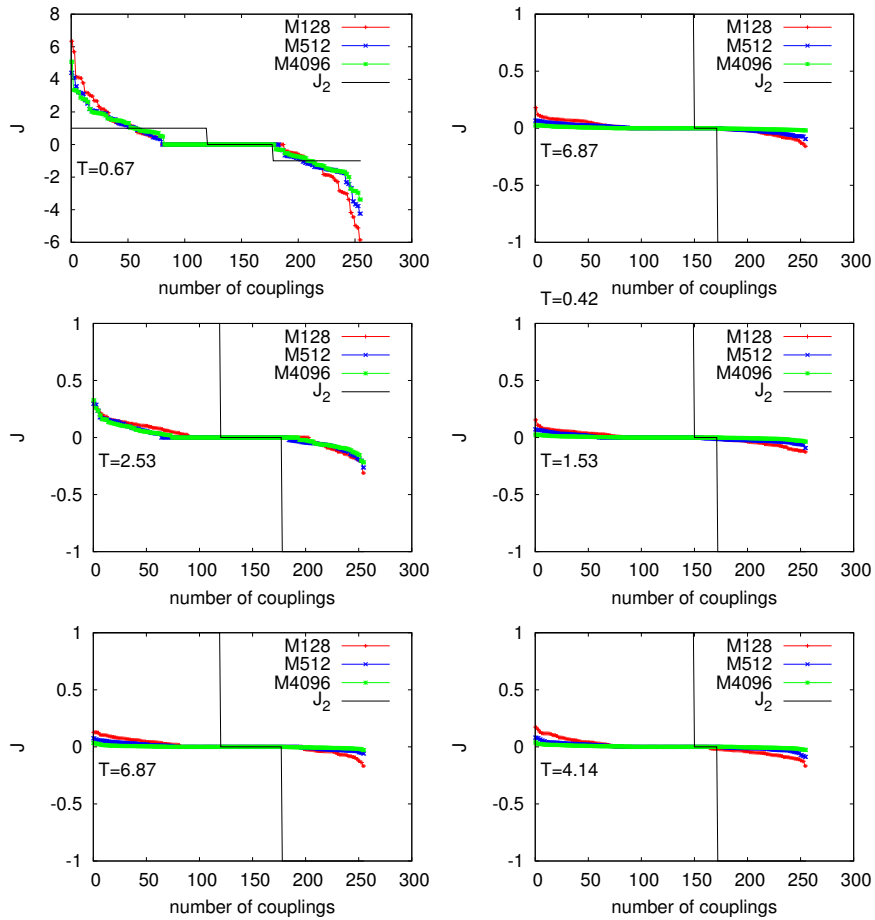 M128
M512
M4096
J2
8
6
4
2
0
-2
-4
-6
J
T=0.67
0 50 100 150 200 250 300
number of couplings
M128
M512
M4096
J2
1
0.5
0
-0.5
-1
J
T=6.87
0 50 100 150 200 250 300
number of couplings
M128
M512
M4096
J2
1
0.5
0
-0.5
-1
J
T=2.53
0 50 100 150 200 250 300
number of couplings
T=0.42
M128
M512
M4096
J2
1
0.5
0
-0.5
-1
J
T=1.53
0 50 100 150 200 250 300
number of couplings
M128
M512
M4096
J2
1
0.5
0
-0.5
-1
J
T=6.87
0 50 100 150 200 250 300
number of couplings
M128
M512
M4096
J2
1
0.5
0
-0.5
-1
J
T=4.14
0 50 100 150 200 250 300
number of couplings